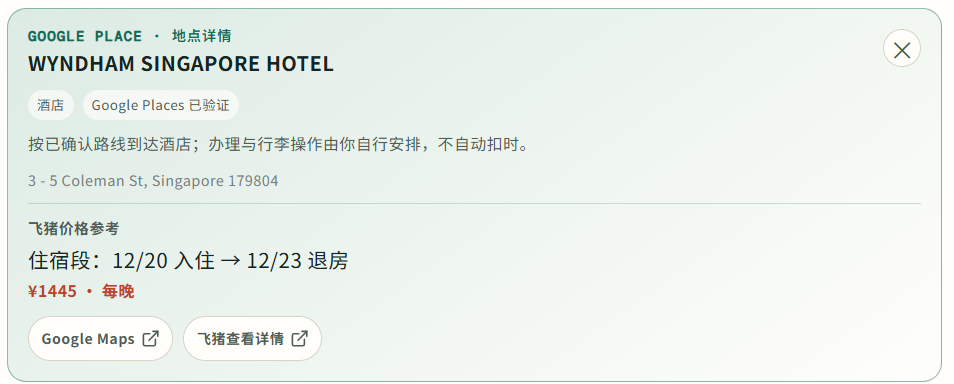 GOOGLE PLACE · 地点详情
WYNDHAM SINGAPORE HOTEL
酒店
Google Places 已验证
按已确认路线到达酒店；办理与行李操作由你自行安排，不自动扣时。
3 - 5 Coleman St, Singapore 179804
飞猪价格参考
住宿段：12/20 入住 → 12/23 退房
¥1445 · 每晚
Google Maps
飞猪查看详情